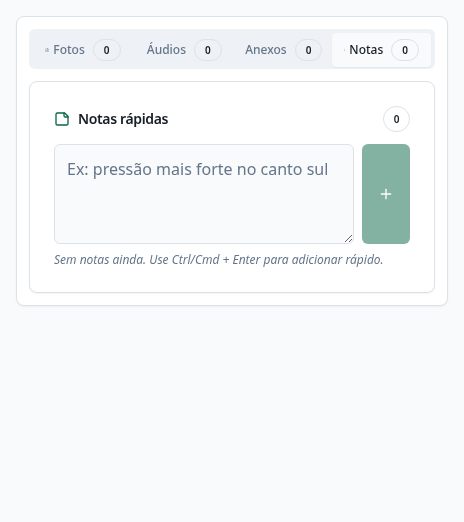 Fotos 0 Áudios 0 Anexos 0 Notas 0
Notas rápidas 0
Ex: pressão mais forte no canto sul
+
Sem notas ainda. Use Ctrl/Cmd + Enter para adicionar rápido.